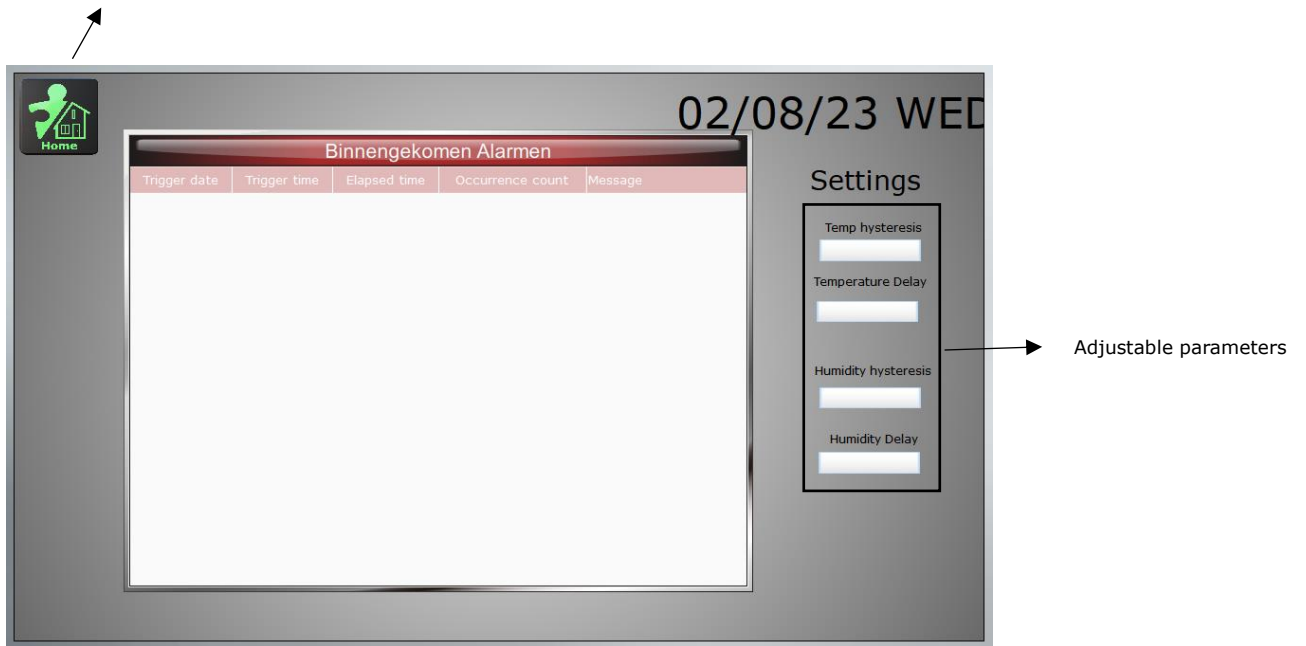 Home
02/08/23 WED
Binnengekomen Alarmen
Trigger date Trigger time Elapsed time Occurrence count Message
Settings
Temp hysteresis
Temperature Delay
Humidity hysteresis
Humidity Delay
Adjustable parameters